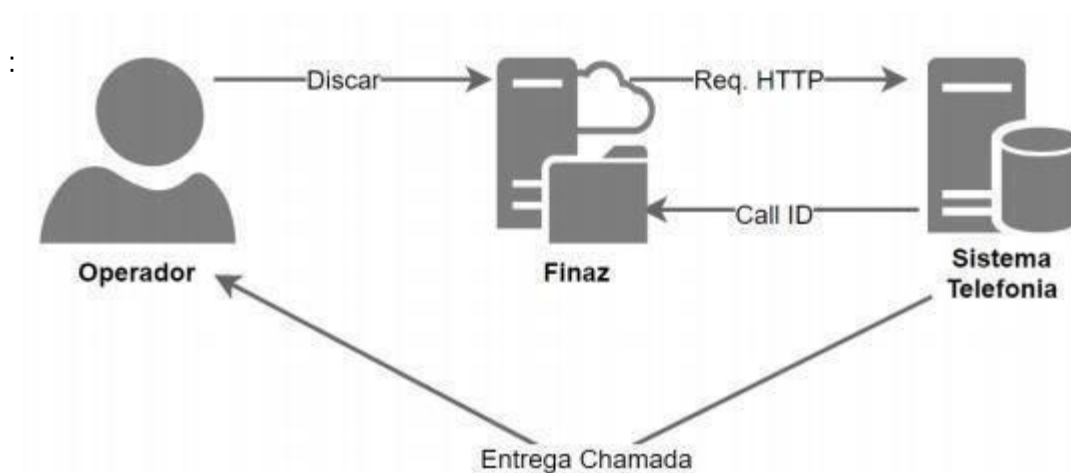 :
Discar
Req. HTTP
Call ID
Operador
Finaz
Sistema
Telefonia
Entrega Chamada